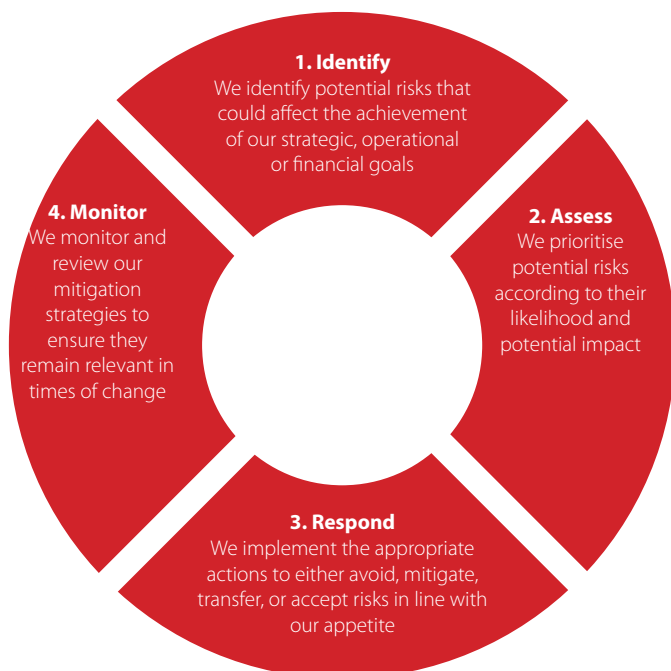 1. Identify
We identify potential risks that
could affect the achievement
of our strategic, operational
or financial goals
2. Assess
We prioritise
potential risks
according to their
likelihood and
potential impact
3. Respond
We implement the appropriate
actions to either avoid, mitigate,
transfer, or accept risks in line with
our appetite
4. Monitor
We monitor and
review our
mitigation
strategies to
ensure they
remain relevant in
times of change